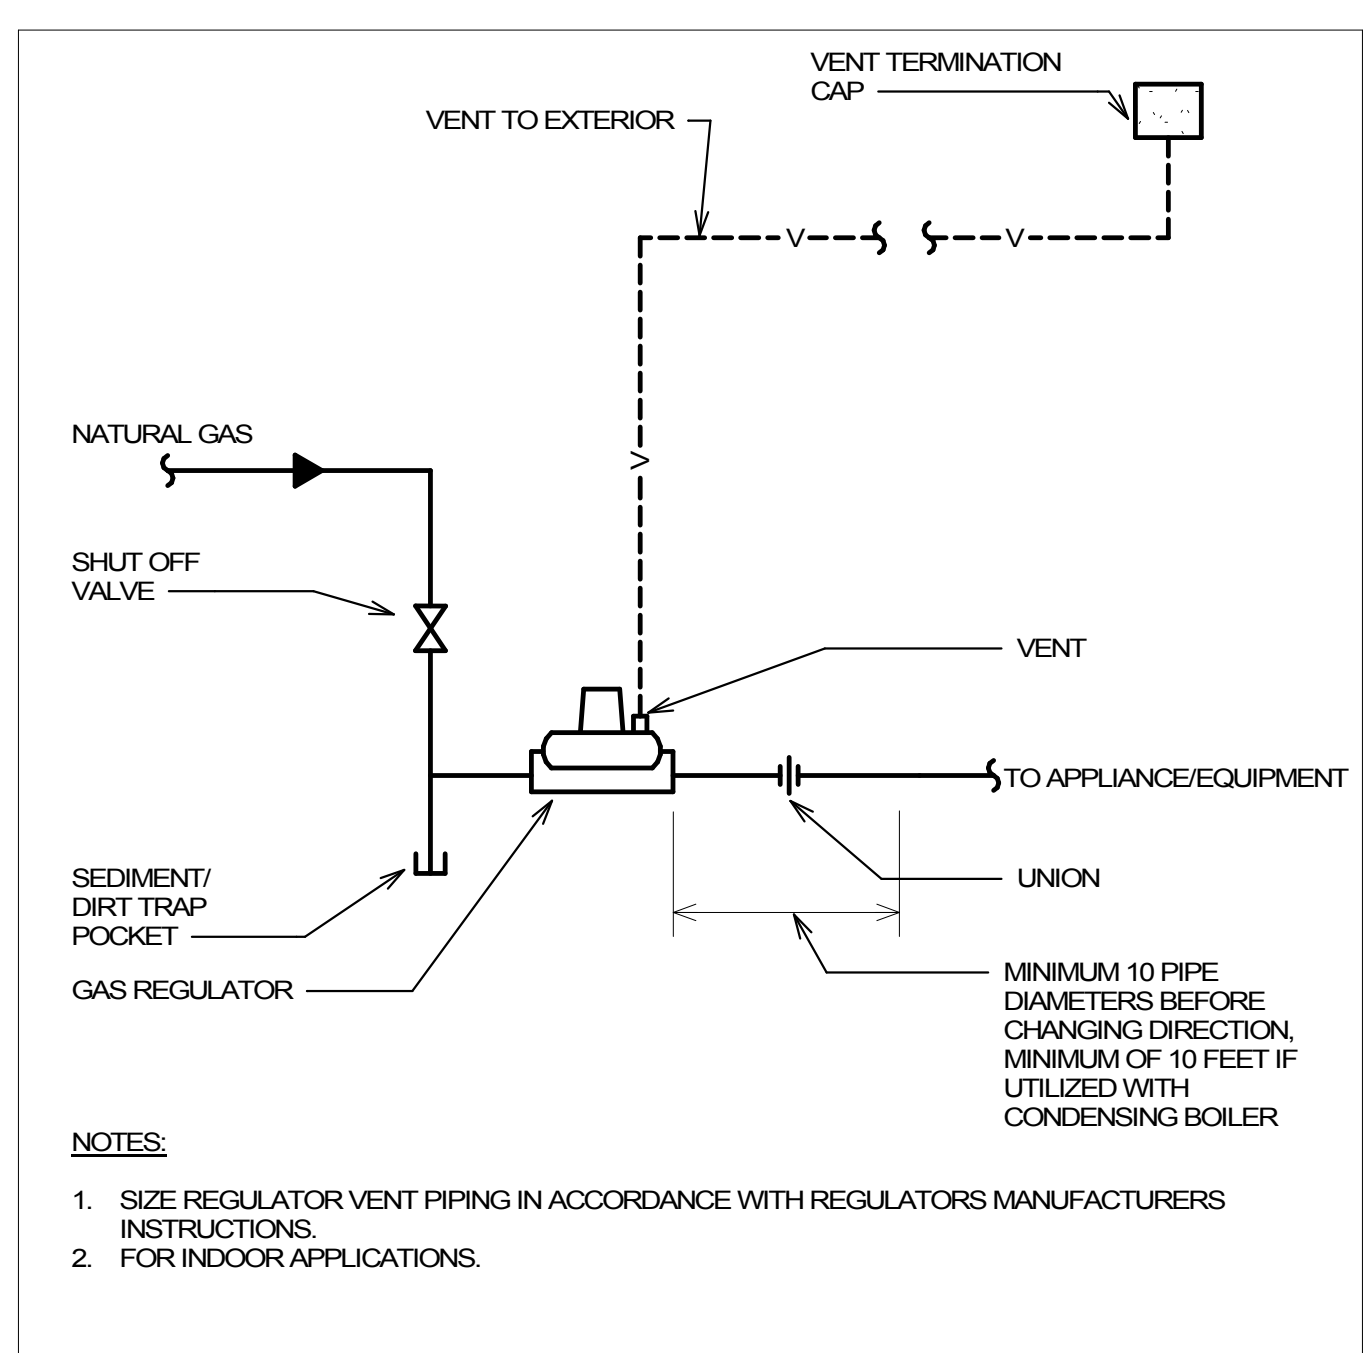 VENT TERMINATION
CAP
VENT TO EXTERIOR
V
V
V
NATURAL GAS
SHUT OFF
VALVE
VENT
TO APPLIANCE/EQUIPMENT
SEDIMENT/
DIRT TRAP
POCKET
UNION
GAS REGULATOR
MINIMUM 10 PIPE
DIAMETERS BEFORE
CHANGING DIRECTION,
MINIMUM OF 10 FEET IF
UTILIZED WITH
CONDENSING BOILER
NOTES:
1. SIZE REGULATOR VENT PIPING IN ACCORDANCE WITH REGULATORS MANUFACTURERS
INSTRUCTIONS.
2. FOR INDOOR APPLICATIONS.